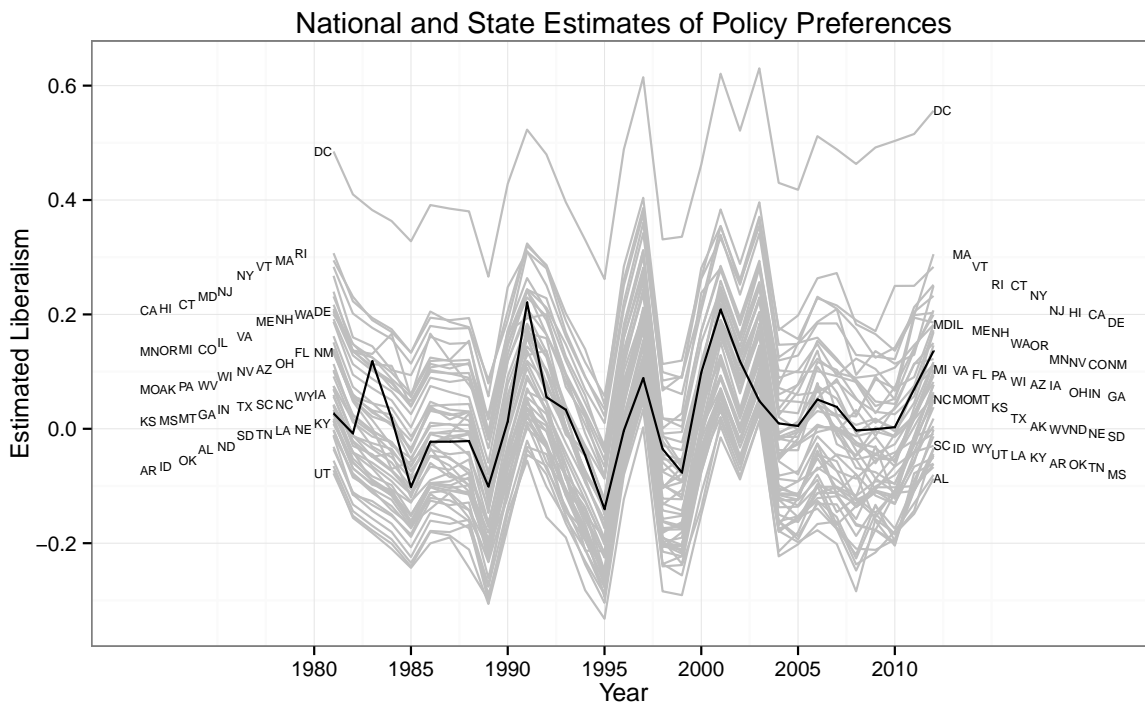 National and State Estimates of Policy Preferences
Estimated Liberalism
0.6
0.4
0.2
0.0
−0.2
DC
RI
MA
VT
NY
NJ
MD
CT
HI
CA
DE
WA
NH
ME
VA
IL
CO
MI
OR
MN
NM
FL
OH
AZ
NV
WI
WV
PA
AK
MO
IA
WY
NC
SC
TX
IN
GA
MT
MS
KS
KY
NE
LA
TN
SD
ND
AL
OK
ID
AR
UT
DC
MA
VT
RI CT
NY
NJ HI CA
DE
MD IL ME NH
WA OR
MN NV CO NM
MI VA FL PA WI AZ IA
OH IN GA
NC MO MT KS
TX
AK WV ND NE SD
SC ID WY UT LA KY AR OK TN MS
AL
1980 1985 1990 1995 2000 2005 2010
Year